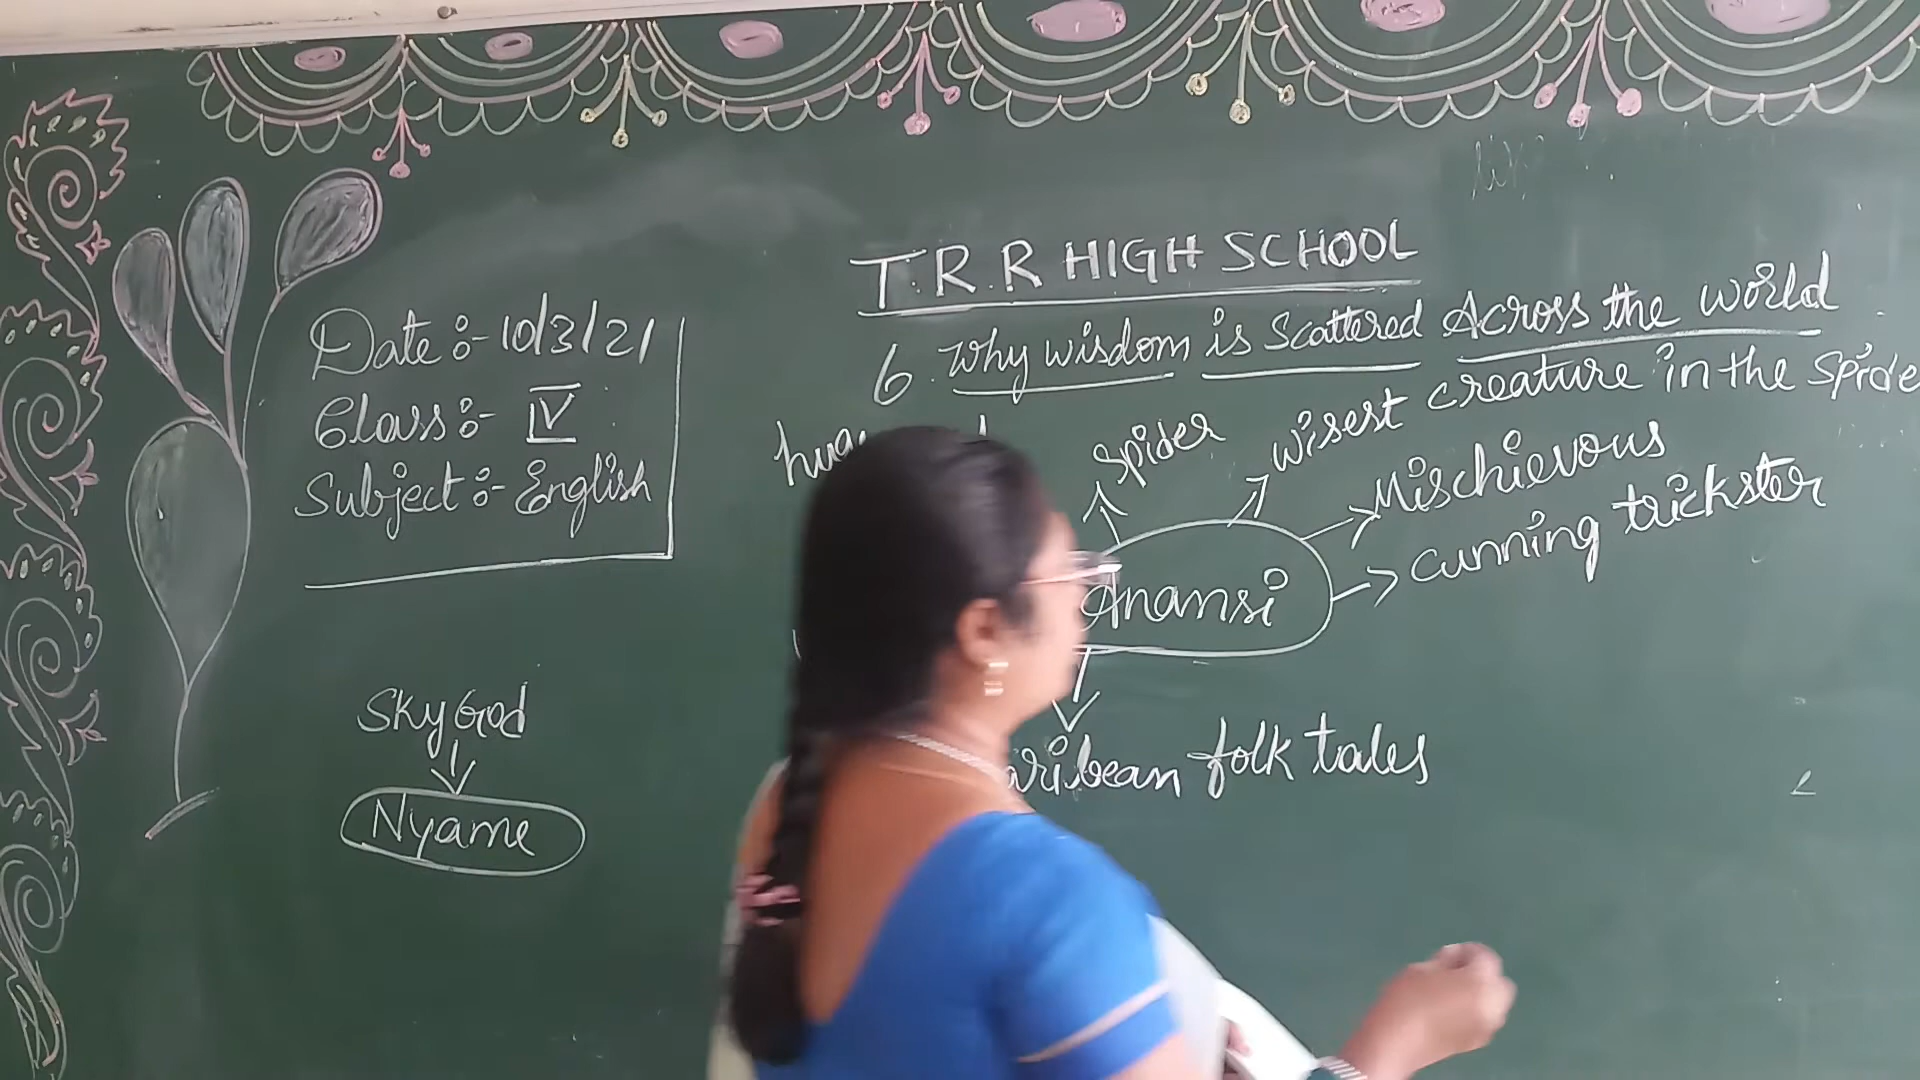 T.R.R HIGH SCHOOL
Date :- 10/3/21
Class :- IV
Subject :- English
6. Why wisdom is Scattered Across the world
spider
wisest creature in the
Mischievous
cunning trickster
Anansi
folk tales
Sky God
Nyame